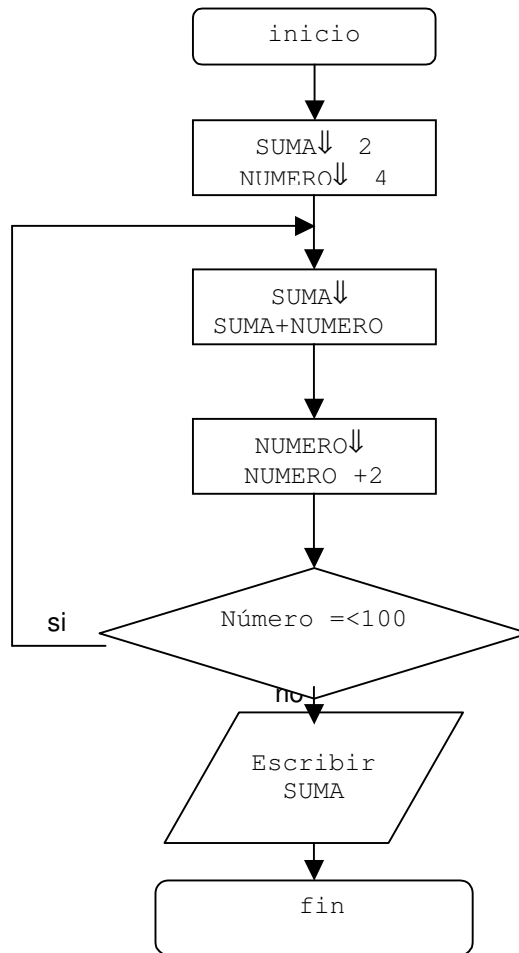 inicio
SUMA⇓ 2
NUMERO⇓ 4
SUMA⇓
SUMA+NUMERO
NUMERO⇓
NUMERO +2
Número =<100
si
no
Escribir
SUMA
fin